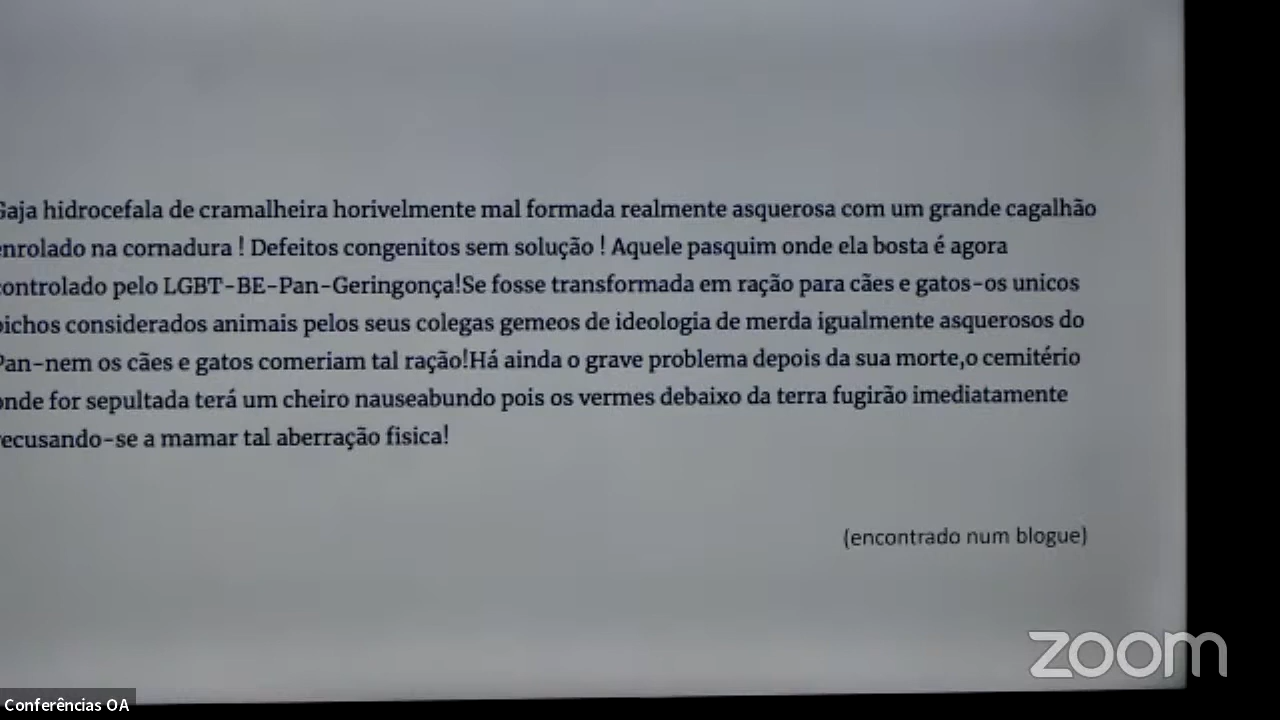 Gaja hidrocefala de cramalheira horivelmente mal formada realmente asquerosa com um grande cagalhão
enrolado na cornadura ! Defeitos congenitos sem solução ! Aquele pasquim onde ela bosta é agora
controlado pelo LGBT-BE-Pan-Geringonça!Se fosse transformada em ração para cães e gatos-os unicos
bichos considerados animais pelos seus colegas gemeos de ideologia de merda igualmente asquerosos do
Pan-nem os cães e gatos comeriam tal ração!Há ainda o grave problema depois da sua morte,o cemitério
onde for sepultada terá um cheiro nauseabundo pois os vermes debaixo da terra fugirão imediatamente
recusando-se a mamar tal aberração fisica!
(encontrado num blogue)
zoom
Conferências OA